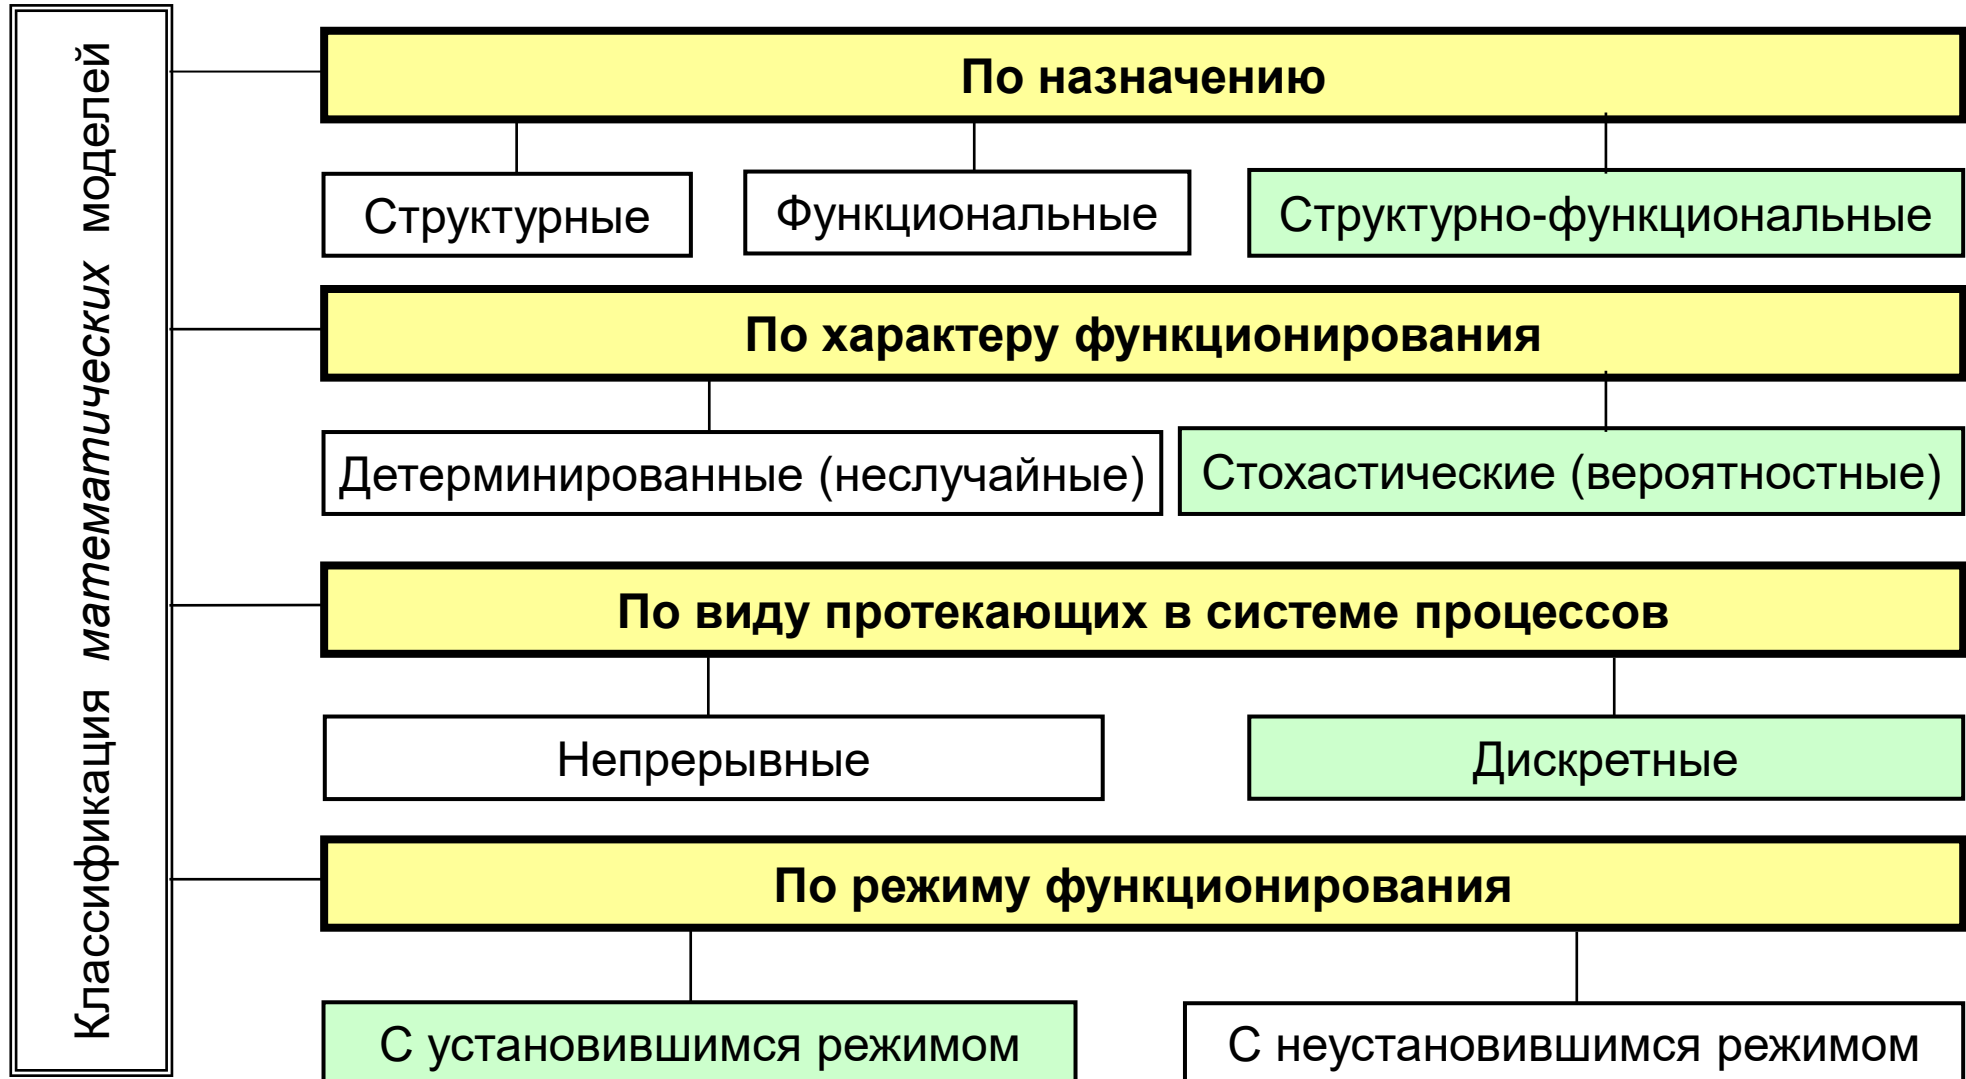 Классификация математических моделей
По назначению
Структурные
Функциональные
Структурно-функциональные
По характеру функционирования
Детерминированные (неслучайные)
Стохастические (вероятностные)
По виду протекающих в системе процессов
Непрерывные
Дискретные
По режиму функционирования
С установившимся режимом
С неустановившимся режимом